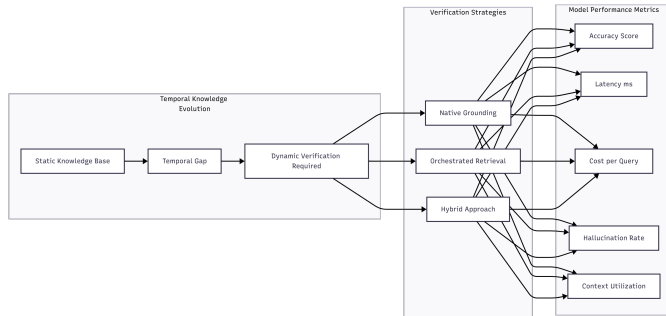 Verification Strategies
Model Performance Metrics
Accuracy Score
Temporal Knowledge
Evolution
Latency ms
Native Grounding
Static Knowledge Base
Temporal Gap
Dynamic Verification
Required
Orchestrated Retrieval
Cost per Query
Hybrid Approach
Hallucination Rate
Context Utilization